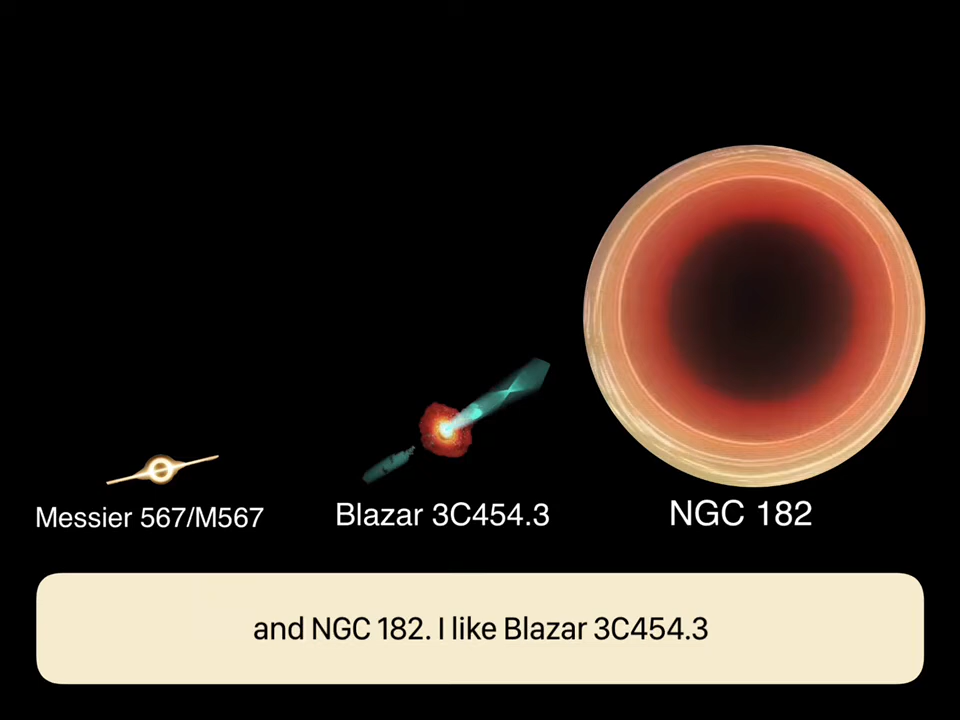 Messier 567/M567
Blazar 3C454.3
NGC 182
and NGC 182. I like Blazar 3C454.3